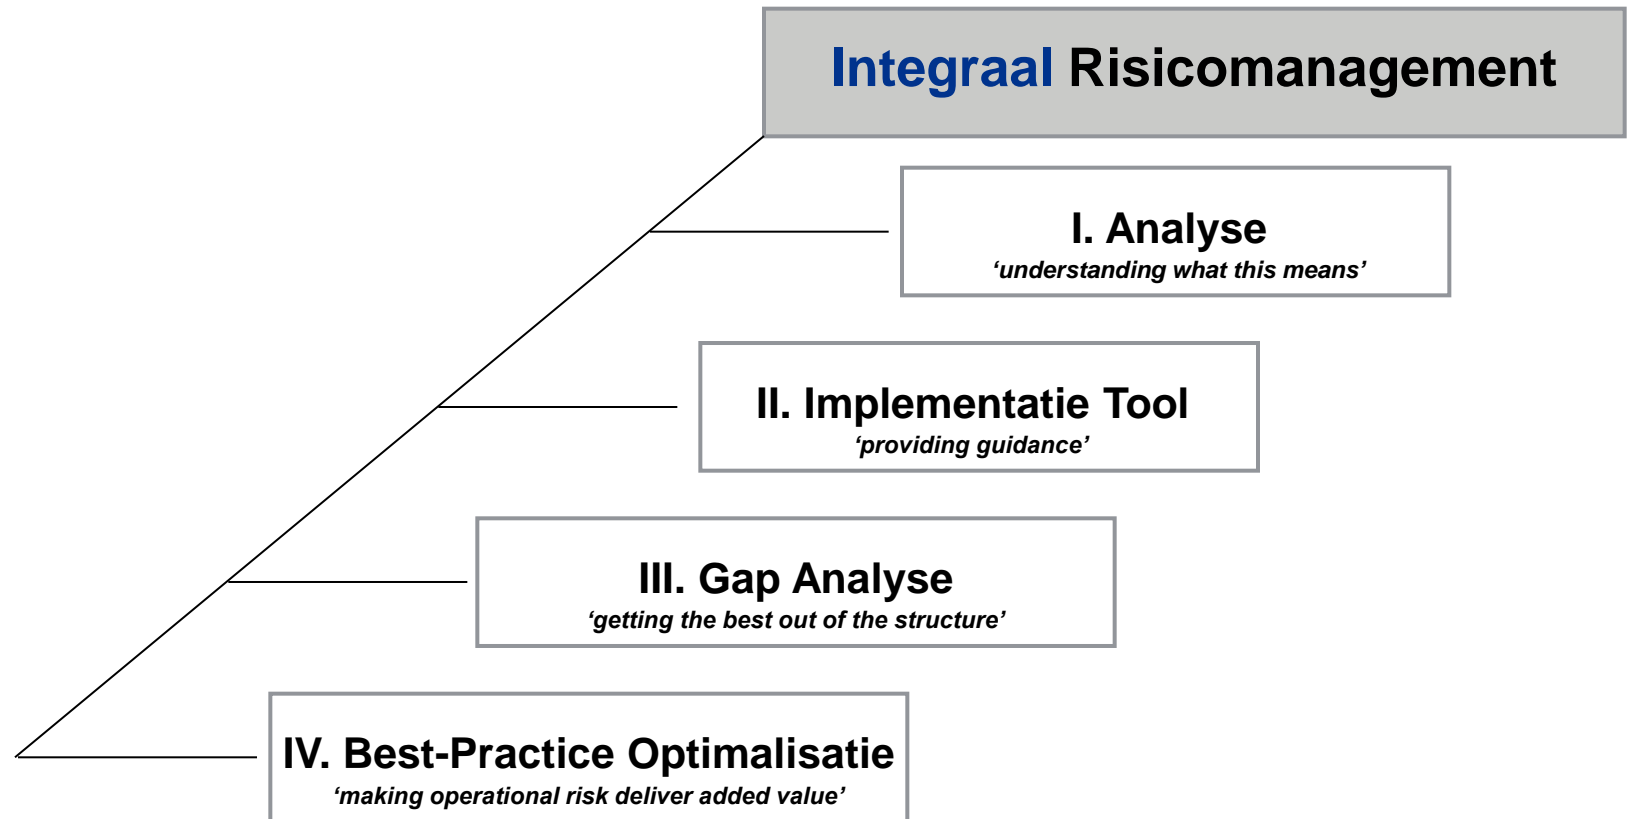 Integraal Risicomanagement
I. Analyse
‘understanding what this means’
II. Implementatie Tool
‘providing guidance’
III. Gap Analyse
‘getting the best out of the structure’
IV. Best-Practice Optimalisatie
‘making operational risk deliver added value’